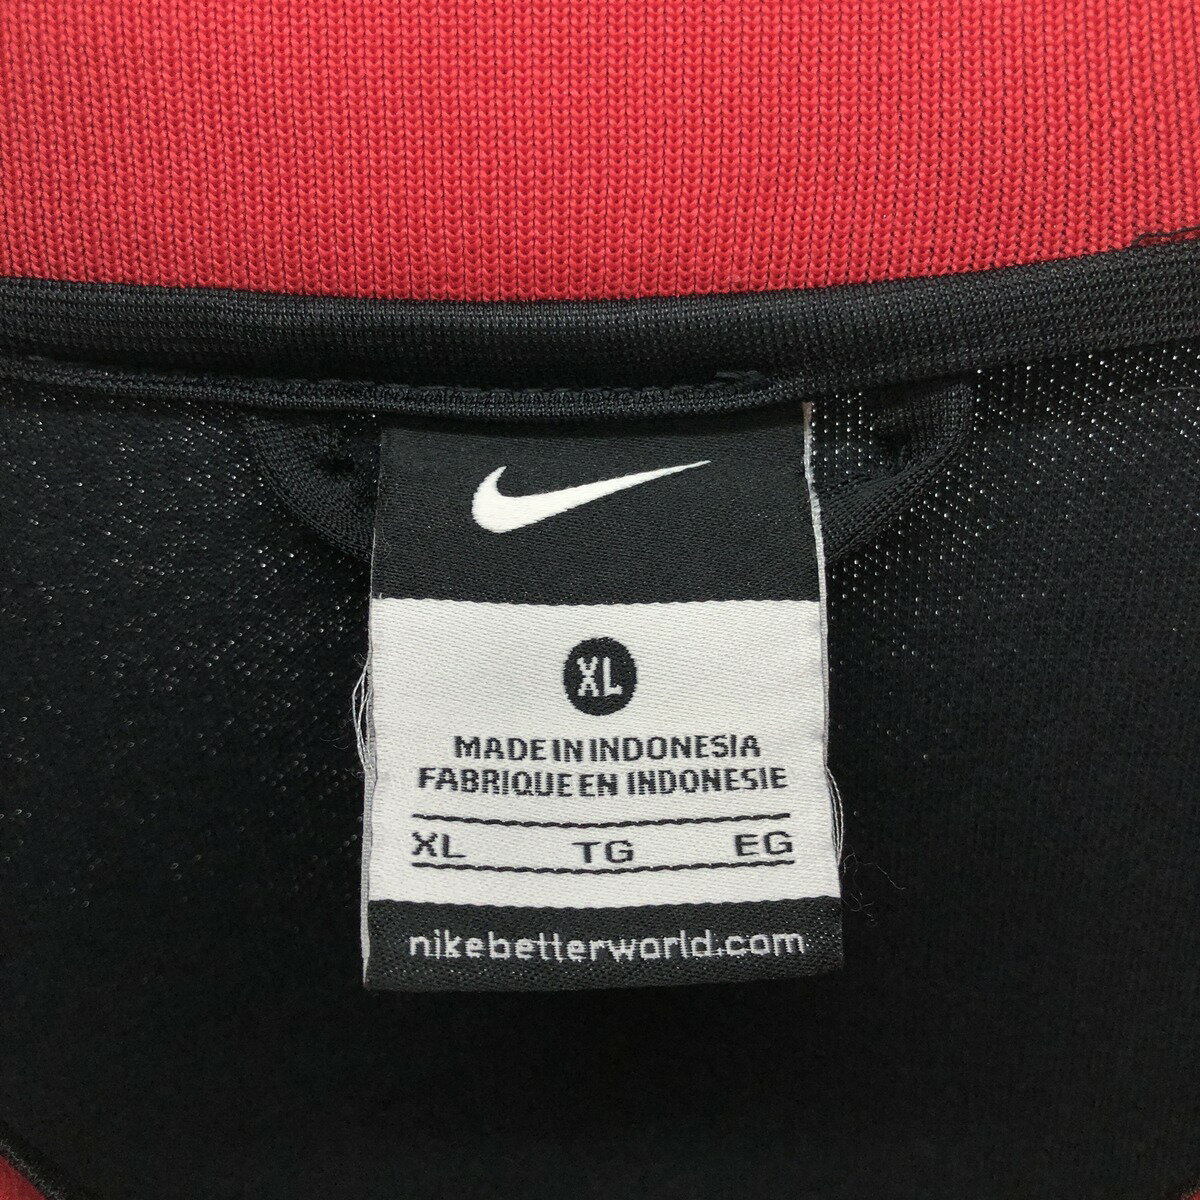 XL
MADE IN INDONESIA
FABRIQUE EN INDONESIE
XL TG EG
nikebetterworld.com